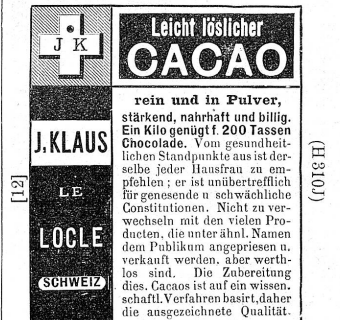 J K
Leicht löslicher
CACAO
rein und in Pulver,
stärkend, nahrhaft und billig.
Ein Kilo genügt f. 200 Tassen
Chocolade. Vom gesundheit-
lichen Standpunkte aus ist der-
selbe jeder Hausfrau zu em-
pfehlen; er ist unübertrefflich
für genesende u. schwächliche
Constitutionen. Nicht zu ver-
wechseln mit den vielen Pro-
ducten, die unter ähnl. Namen
dem Publikum angepriesen u.
verkauft werden, aber werth-
los sind. Die Zubereitung
dies. Cacaos ist auf ein wissen.
schaftl. Verfahren basirt, daher
die ausgezeichnete Qualität.
J. KLAUS
LE
LOCLE
SCHWEIZ
[12]
(H 310 J)